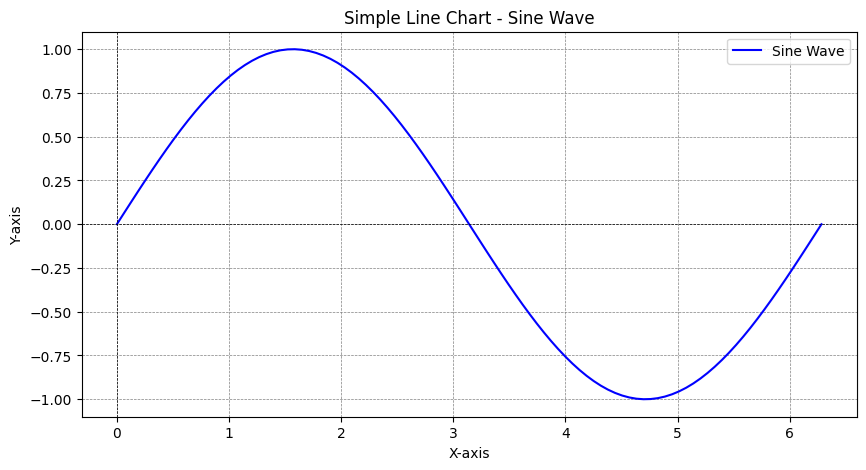 Simple Line Chart - Sine Wave
Sine Wave
1.00
0.75
0.50
0.25
0.00
−0.25
−0.50
−0.75
−1.00
Y-axis
0 1 2 3 4 5 6
X-axis